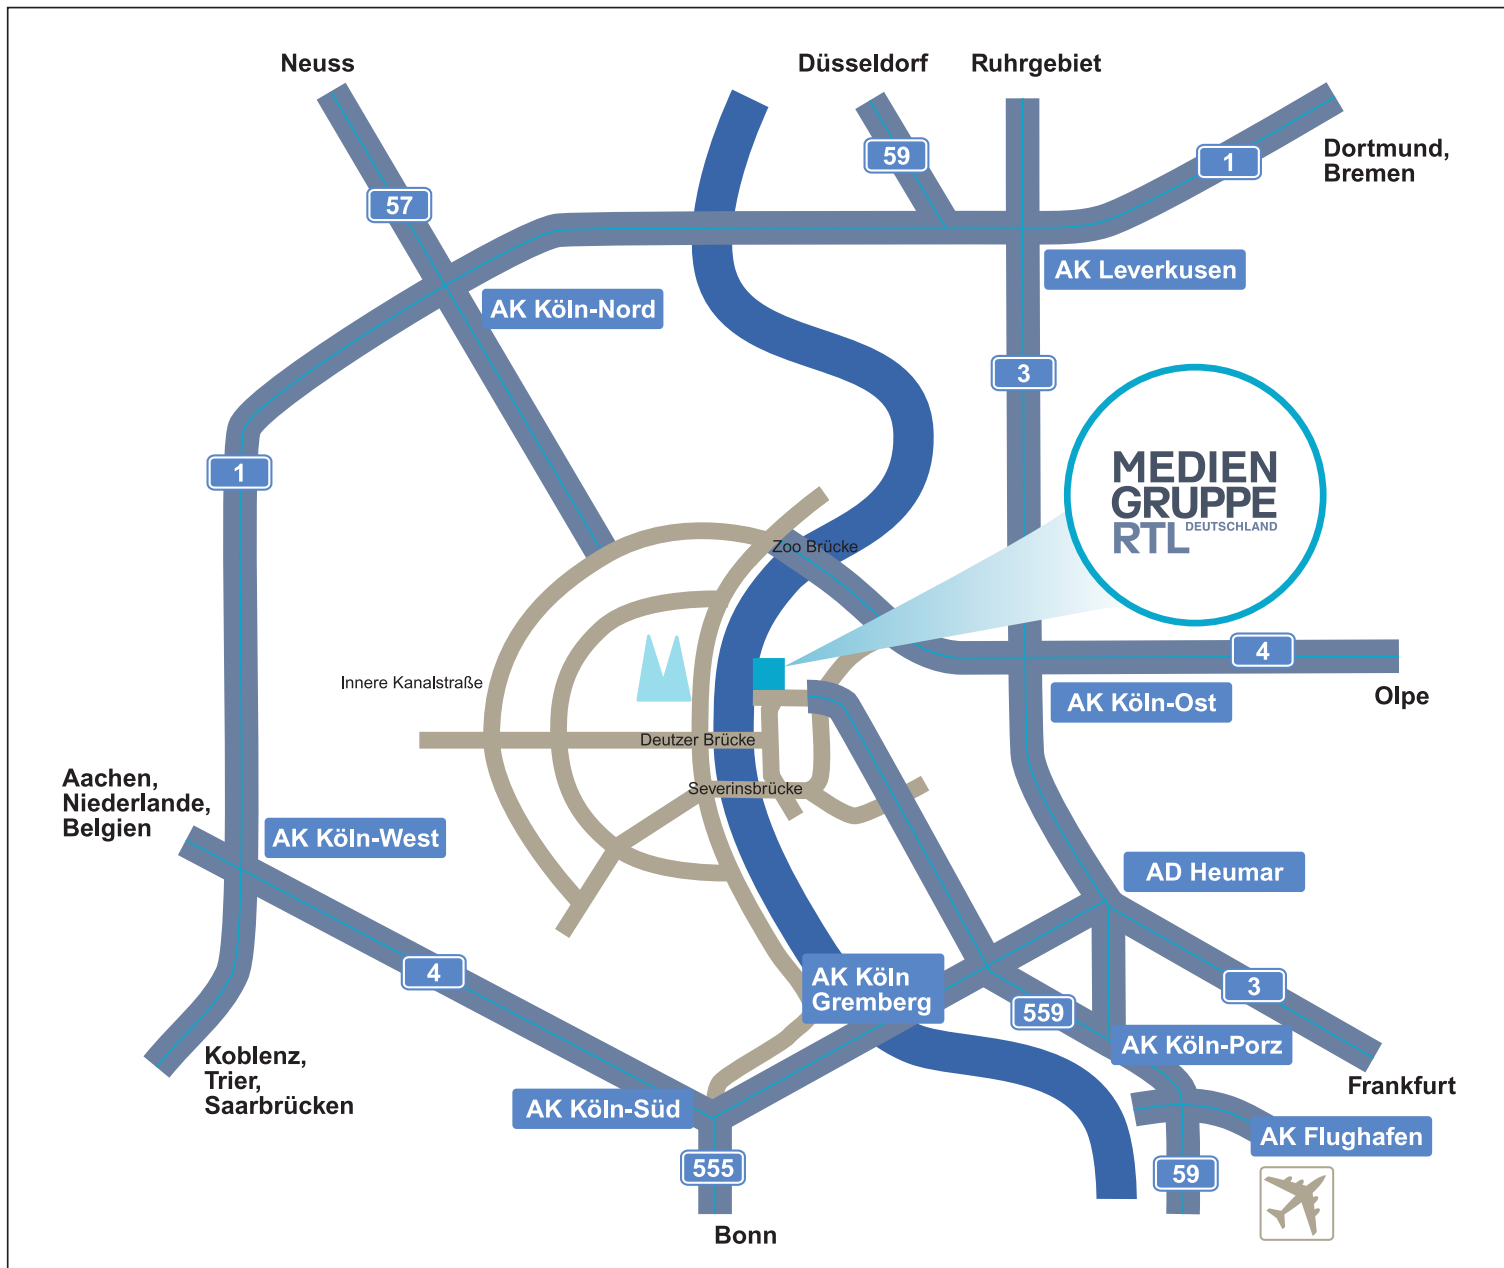 Neuss
Düsseldorf
Ruhrgebiet
59
1
Dortmund,
Bremen
57
AK Leverkusen
AK Köln-Nord
3
1
MEDIEN
GRUPPE
RTL DEUTSCHLAND
Zoo Brücke
4
Innere Kanalstraße
Olpe
AK Köln-Ost
Deutzer Brücke
Severinsbrücke
Aachen,
Niederlande,
Belgien
AK Köln-West
AD Heumar
4
AK Köln
Gremberg
3
559
AK Köln-Porz
Koblenz,
Trier,
Saarbrücken
Frankfurt
AK Köln-Süd
AK Flughafen
555
59
Bonn